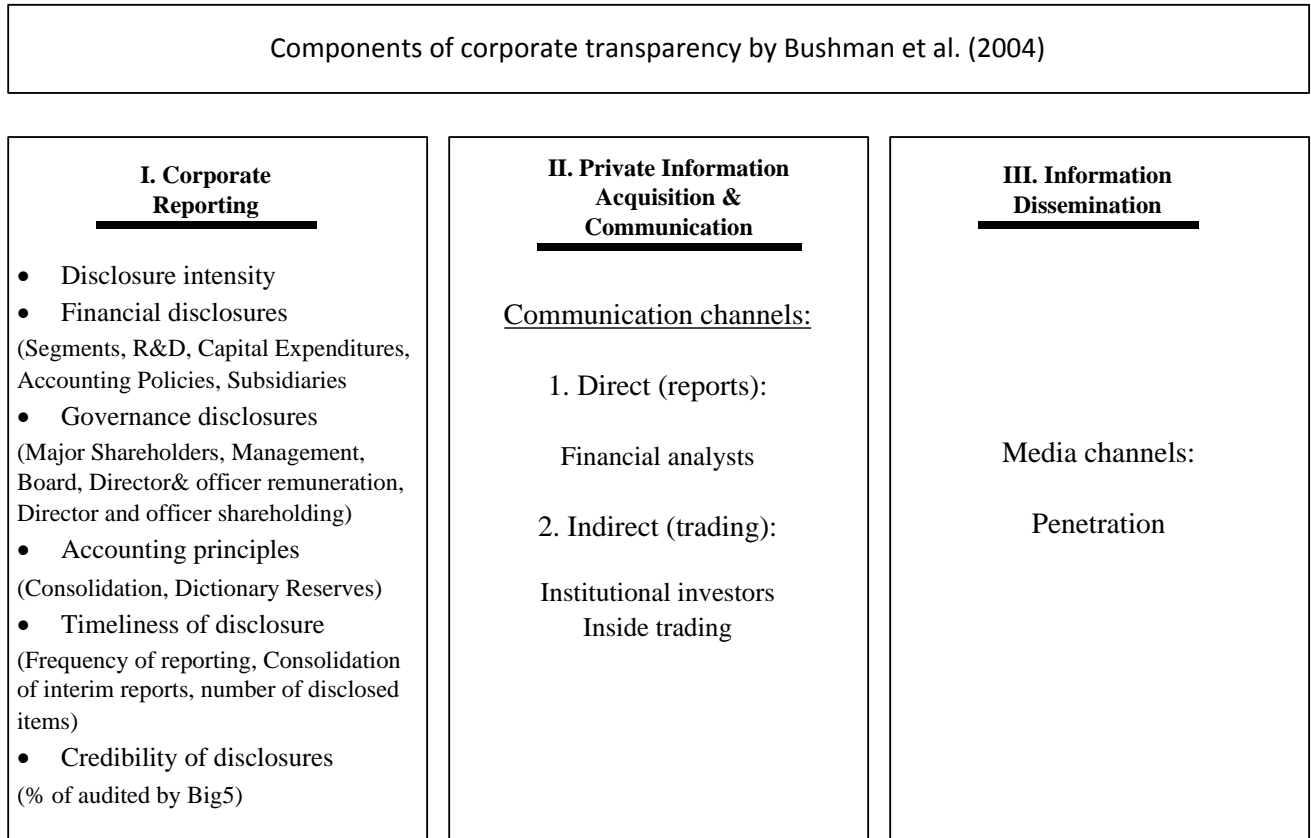 Components of corporate transparency by Bushman et al. (2004)
I. Corporate
Reporting
• Disclosure intensity
• Financial disclosures
(Segments, R&D, Capital Expenditures,
Accounting Policies, Subsidiaries
• Governance disclosures
(Major Shareholders, Management,
Board, Director& officer remuneration,
Director and officer shareholding)
• Accounting principles
(Consolidation, Dictionary Reserves)
• Timeliness of disclosure
(Frequency of reporting, Consolidation
of interim reports, number of disclosed
items)
• Credibility of disclosures
(% of audited by Big5)
II. Private Information
Acquisition &
Communication
Communication channels:
1. Direct (reports):
Financial analysts
2. Indirect (trading):
Institutional investors
Inside trading
III. Information
Dissemination
Media channels:
Penetration